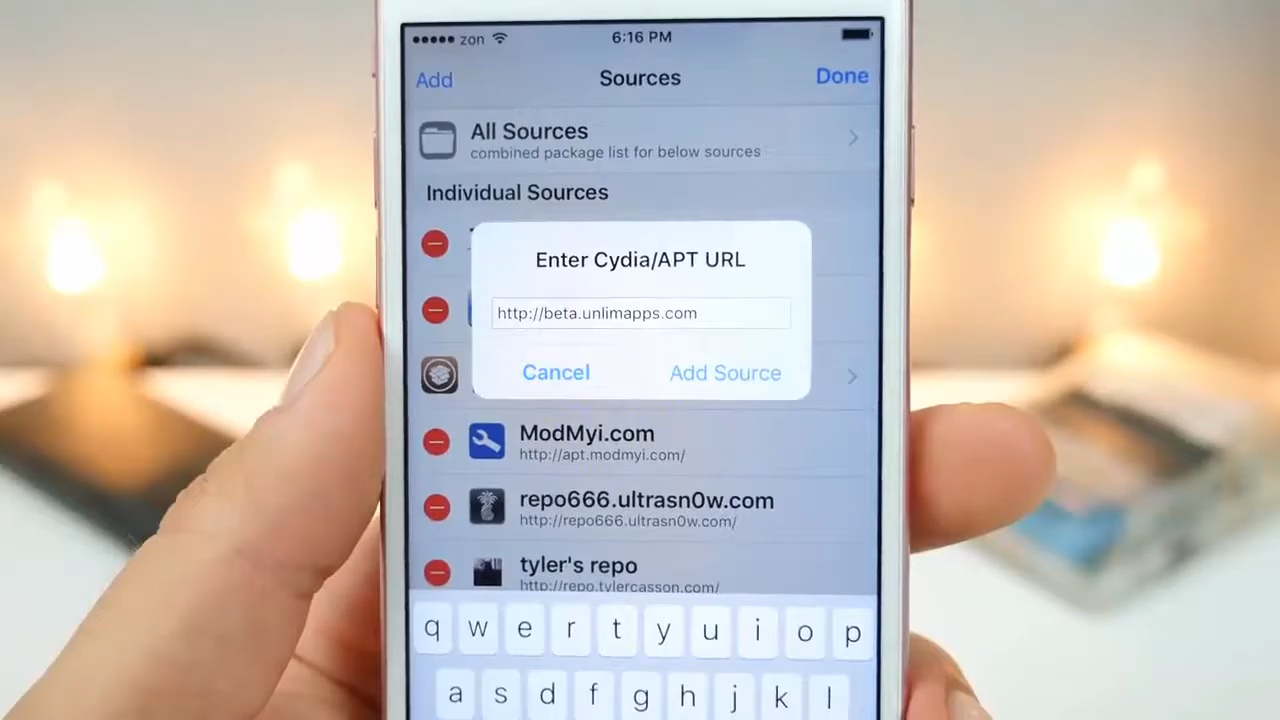 zon 6:16 PM
Add Sources Done
All Sources
combined package list for below sources
Individual Sources
Enter Cydia/APT URL
http://beta.unlimapps.com
Cancel Add Source
ModMyi.com
http://apt.modmyi.com/
repo666.ultrasn0w.com
http://repo666.ultrasn0w.com/
tyler's repo
http://repo.tylercasson.com/
q w e r t y u i o p
a s d f g h j k l